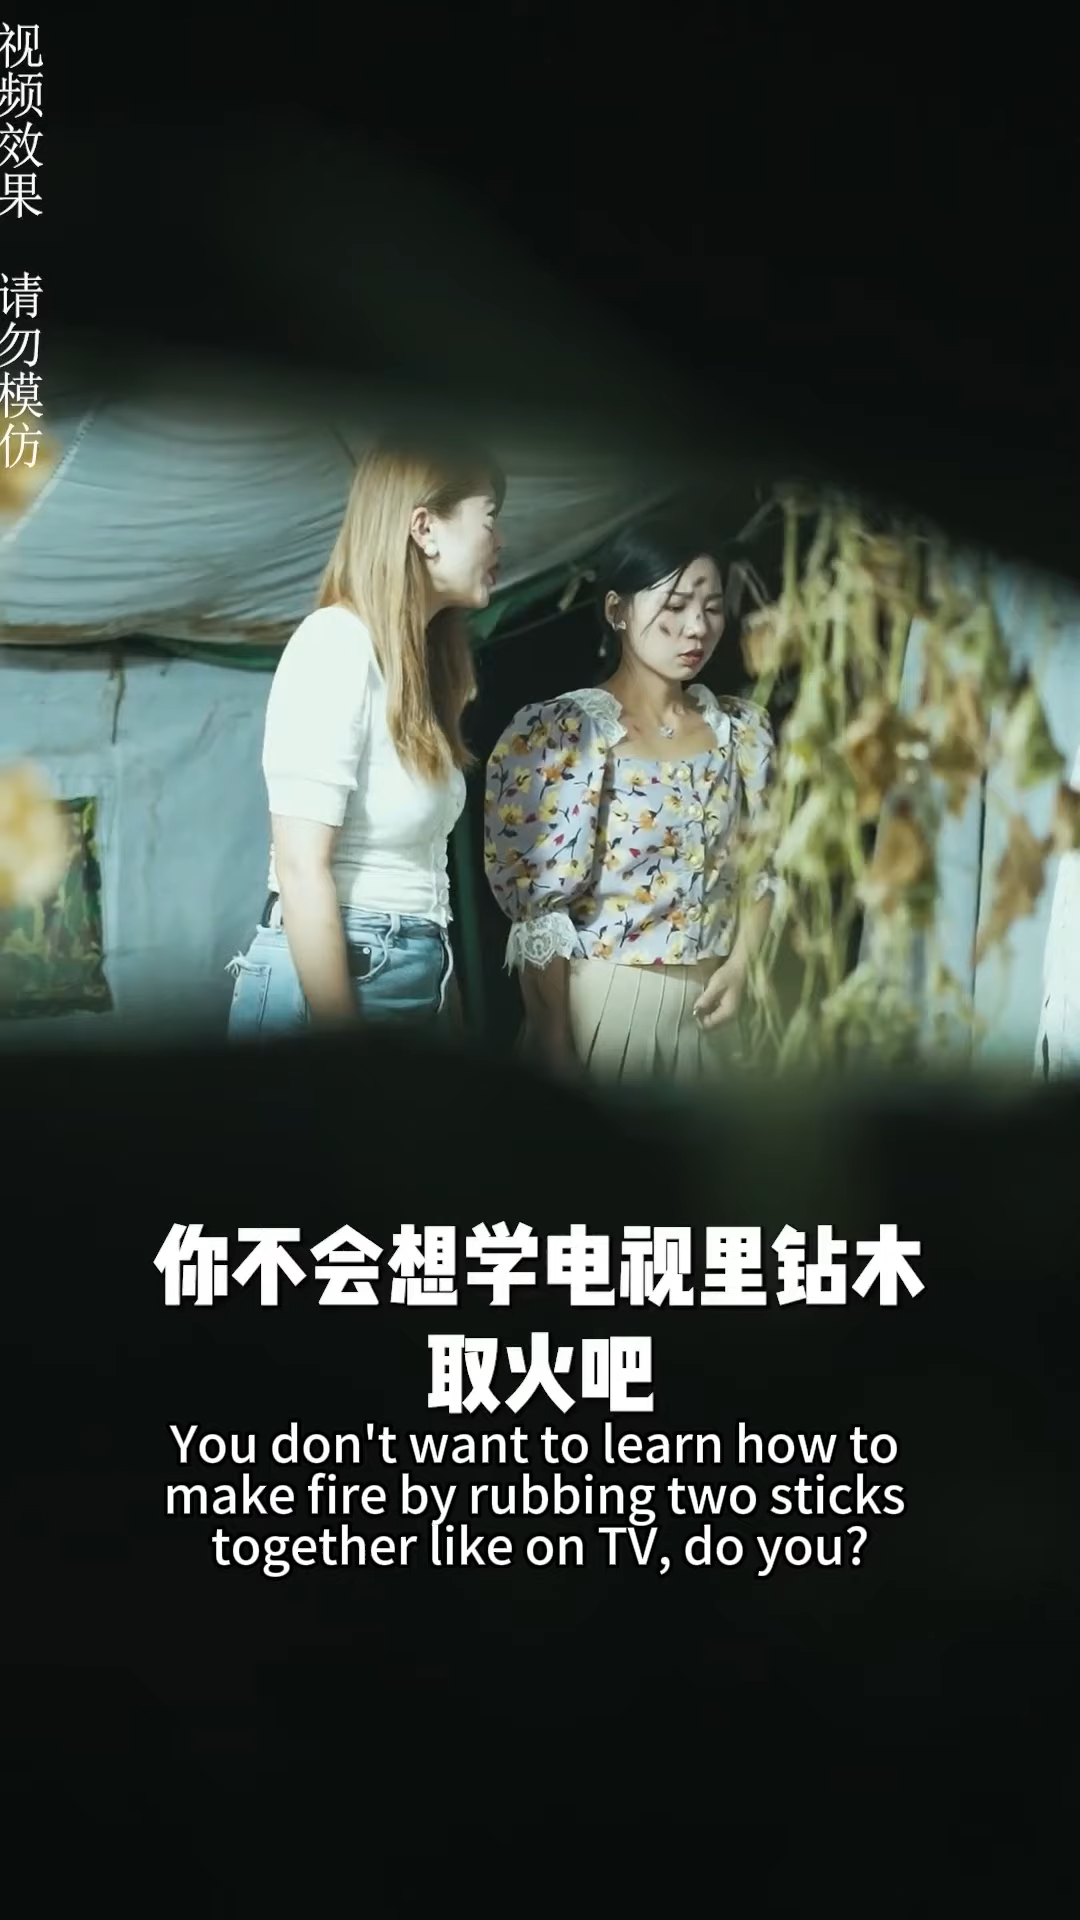 视频效果 请勿模仿
你不会想学电视里钻木
取火吧
You don't want to learn how to
make fire by rubbing two sticks
together like on TV, do you?